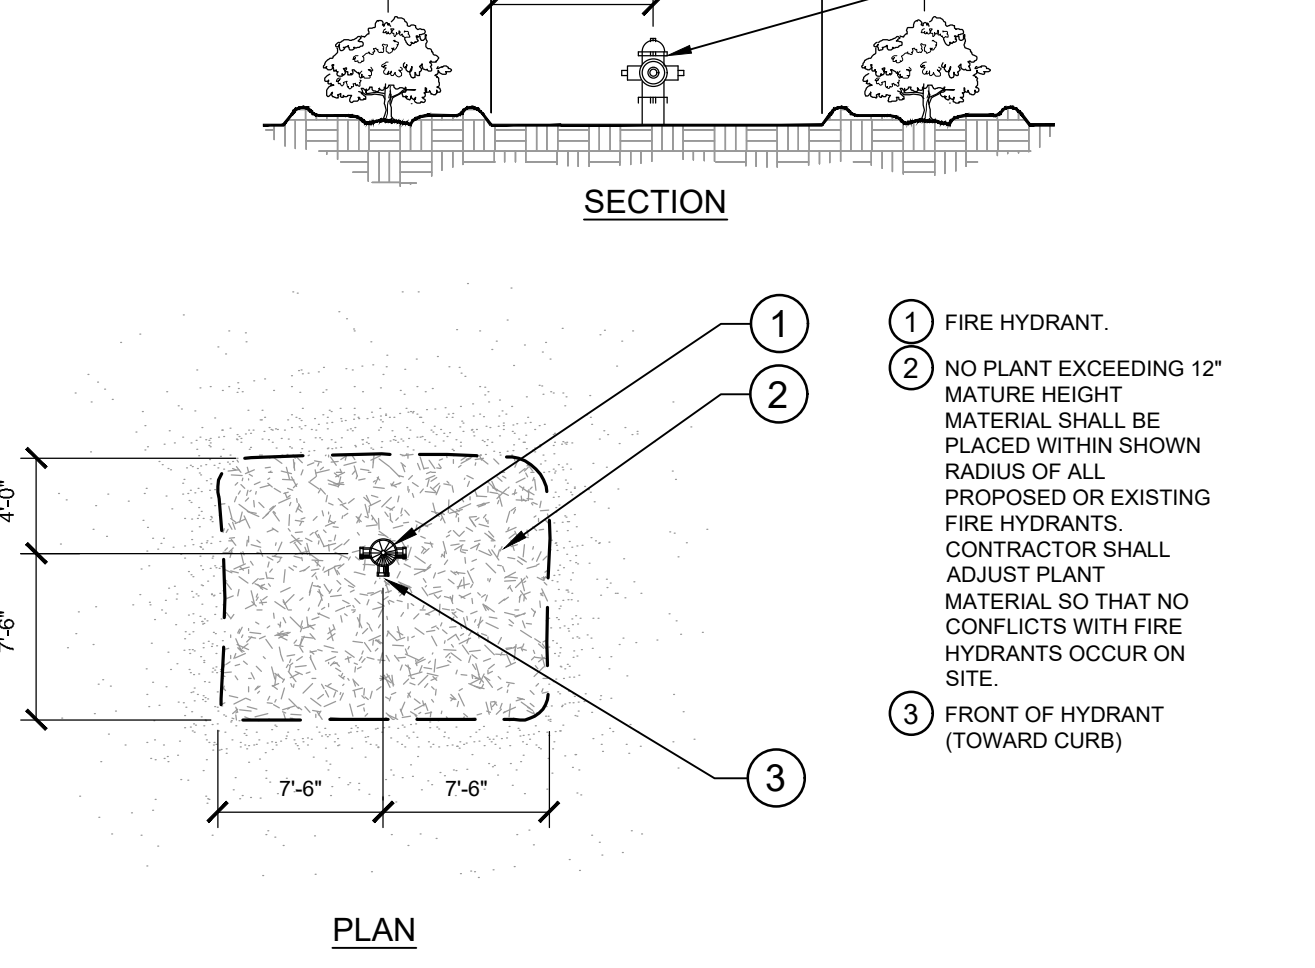 SECTION
1
2
3
4'-0"
7'-6"
7'-6"
7'-6"
PLAN
1 FIRE HYDRANT.
2 NO PLANT EXCEEDING 12"
MATURE HEIGHT
MATERIAL SHALL BE
PLACED WITHIN SHOWN
RADIUS OF ALL
PROPOSED OR EXISTING
FIRE HYDRANTS.
CONTRACTOR SHALL
ADJUST PLANT
MATERIAL SO THAT NO
CONFLICTS WITH FIRE
HYDRANTS OCCUR ON
SITE.
3 FRONT OF HYDRANT
(TOWARD CURB)